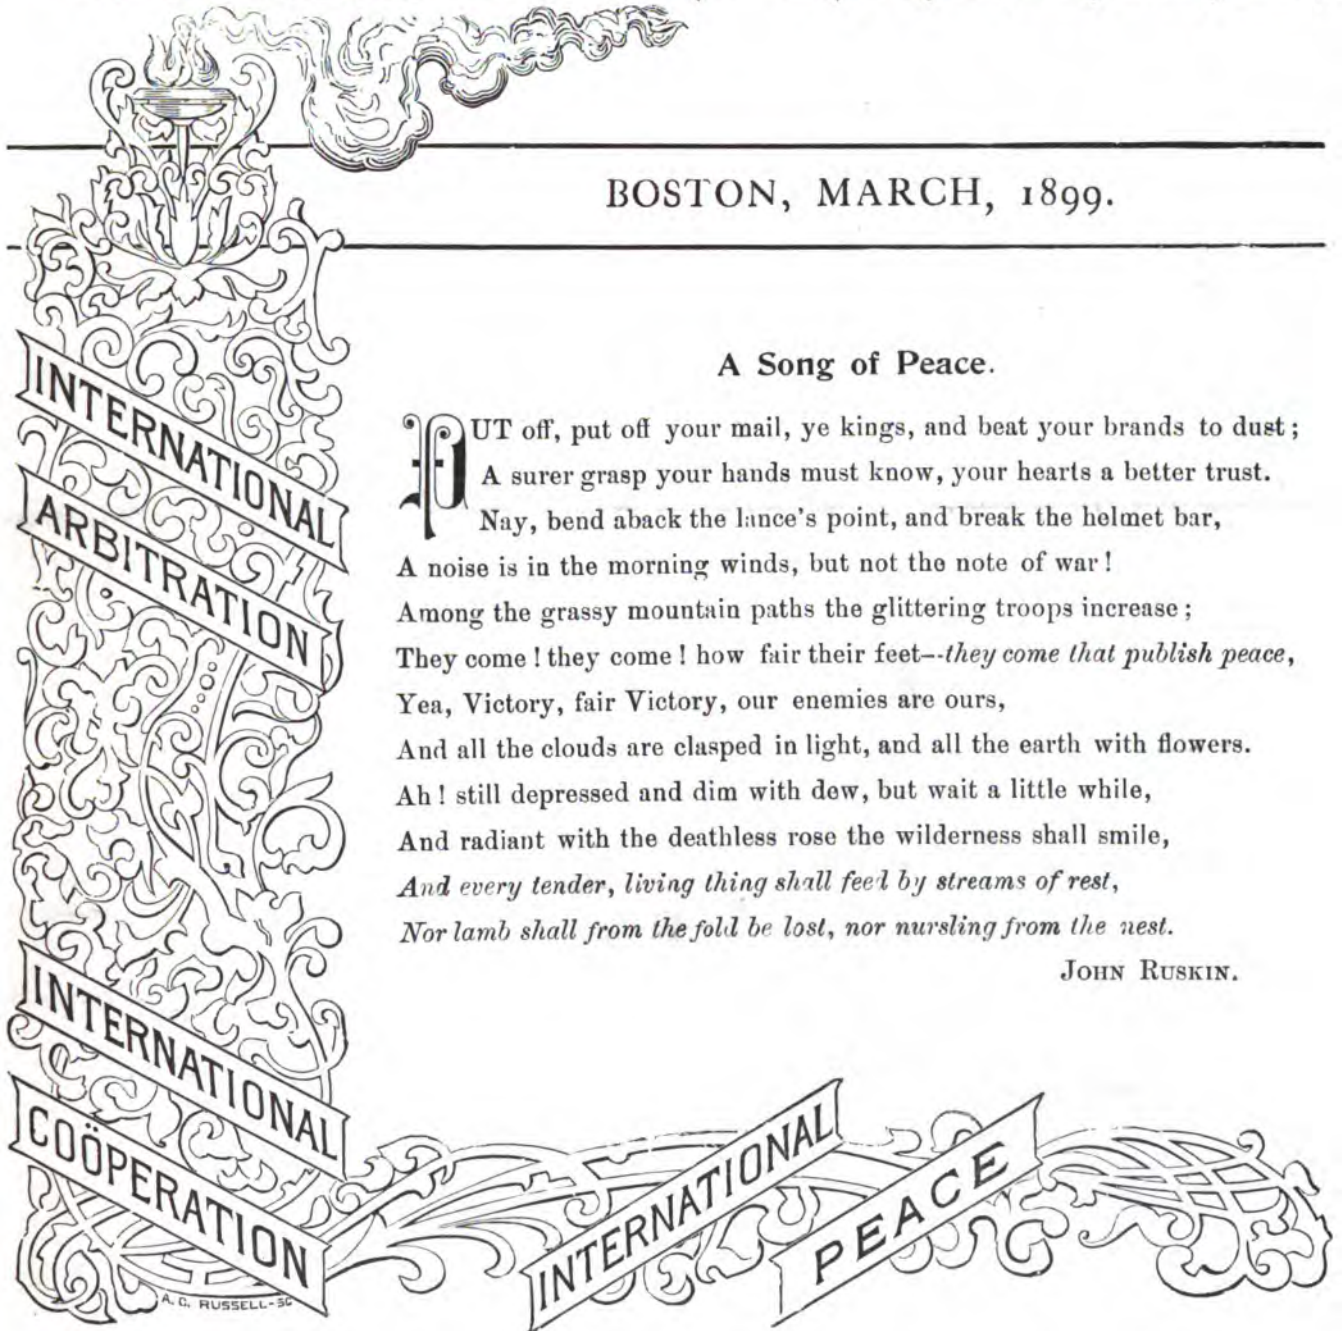 BOSTON, MARCH, 1899.
A Song of Peace.
PUT off, put off your mail, ye kings, and beat your brands to dust;
A surer grasp your hands must know, your hearts a better trust.
Nay, bend aback the lance's point, and break the helmet bar,
A noise is in the morning winds, but not the note of war!
Among the grassy mountain paths the glittering troops increase;
They come! they come! how fair their feet--they come that publish peace,
Yea, Victory, fair Victory, our enemies are ours,
And all the clouds are clasped in light, and all the earth with flowers.
Ah! still depressed and dim with dew, but wait a little while,
And radiant with the deathless rose the wilderness shall smile,
And every tender, living thing shall feed by streams of rest,
Nor lamb shall from the fold be lost, nor nursling from the nest.
JOHN RUSKIN.
INTERNATIONAL
ARBITRATION
INTERNATIONAL
COÖPERATION
INTERNATIONAL
PEACE
A. C. RUSSELL-SC